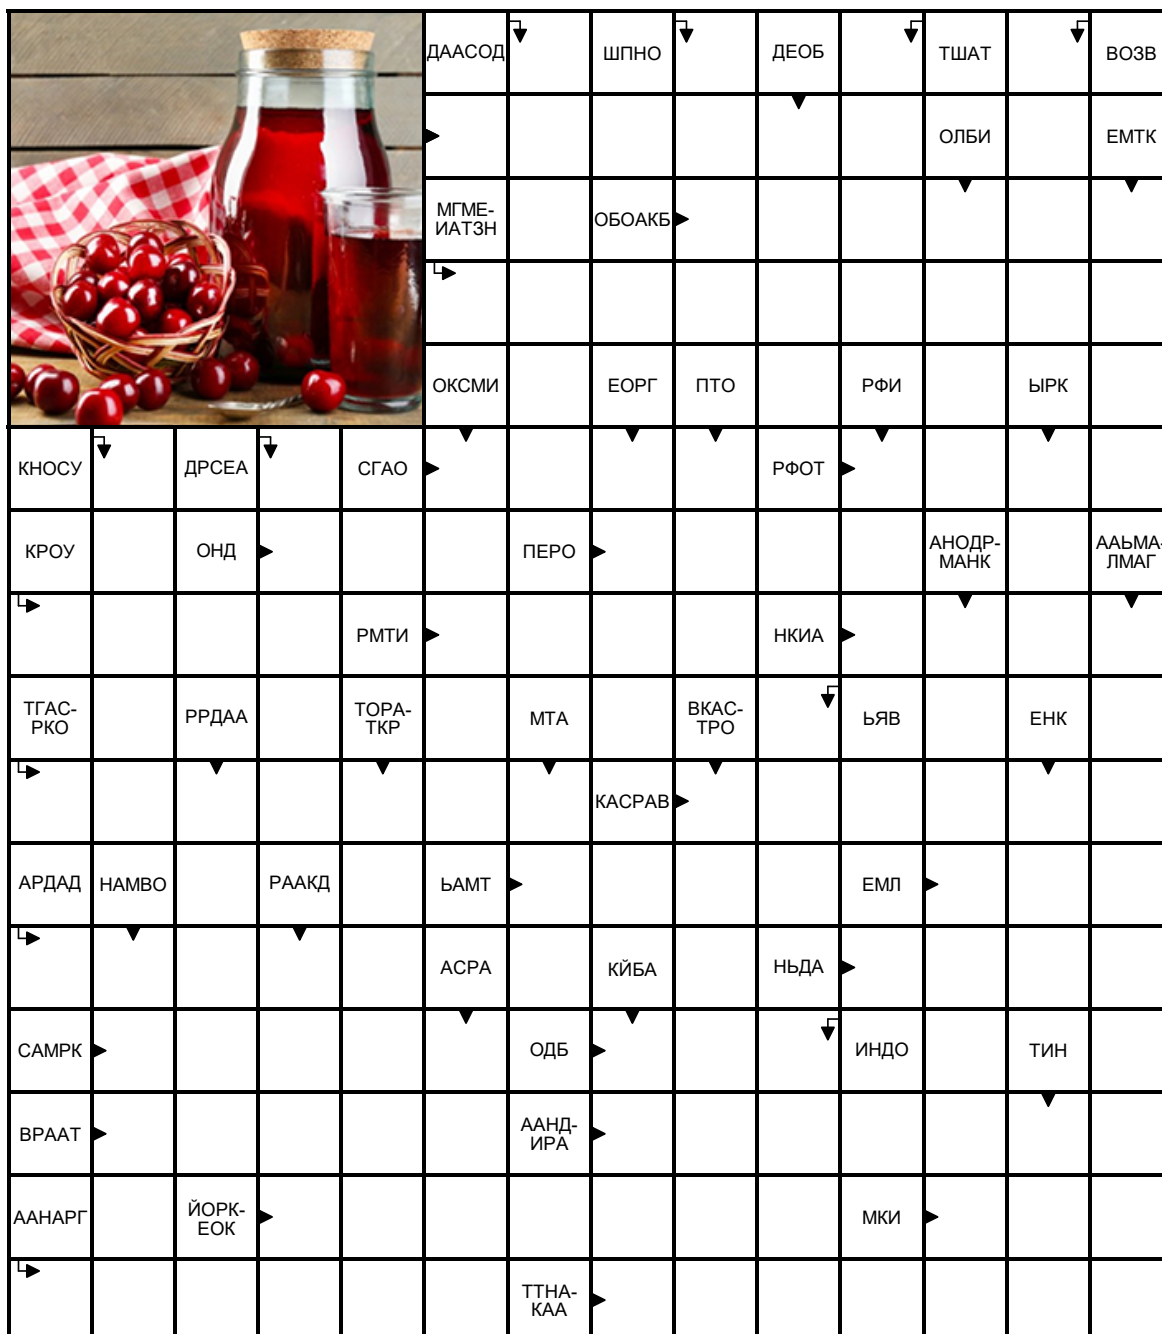 ДААСОД ШПНО ДЕОБ ТШАТ ВОЗВ
ОЛБИ ЕМТК
МГМЕ-
ИАТЗН
ОБОАКБ
ОКСМИ ЕОРГ ПТО РФИ ЫРК
КНОСУ ДРСЕА СГАО РФОТ
КРОУ ОНД ПЕРО
АНОДР-
МАНК
ААЬМА-
ЛМАГ
РМТИ НКИА
ТГАС-
РКО
РРДАА
ТОРА-
ТКР
МТА
ВКАС-
ТРО
ЬЯВ ЕНК
КАСРАВ
АРДАД НАМВО РААКД ЬАМТ ЕМЛ
АСРА КЙБА НЬДА
САМРК ОДБ ИНДО ТИН
ВРААТ
ААНД-
ИРА
ААНАРГ
ЙОРК-
ЕОК
МКИ
ТТНА-
КАА